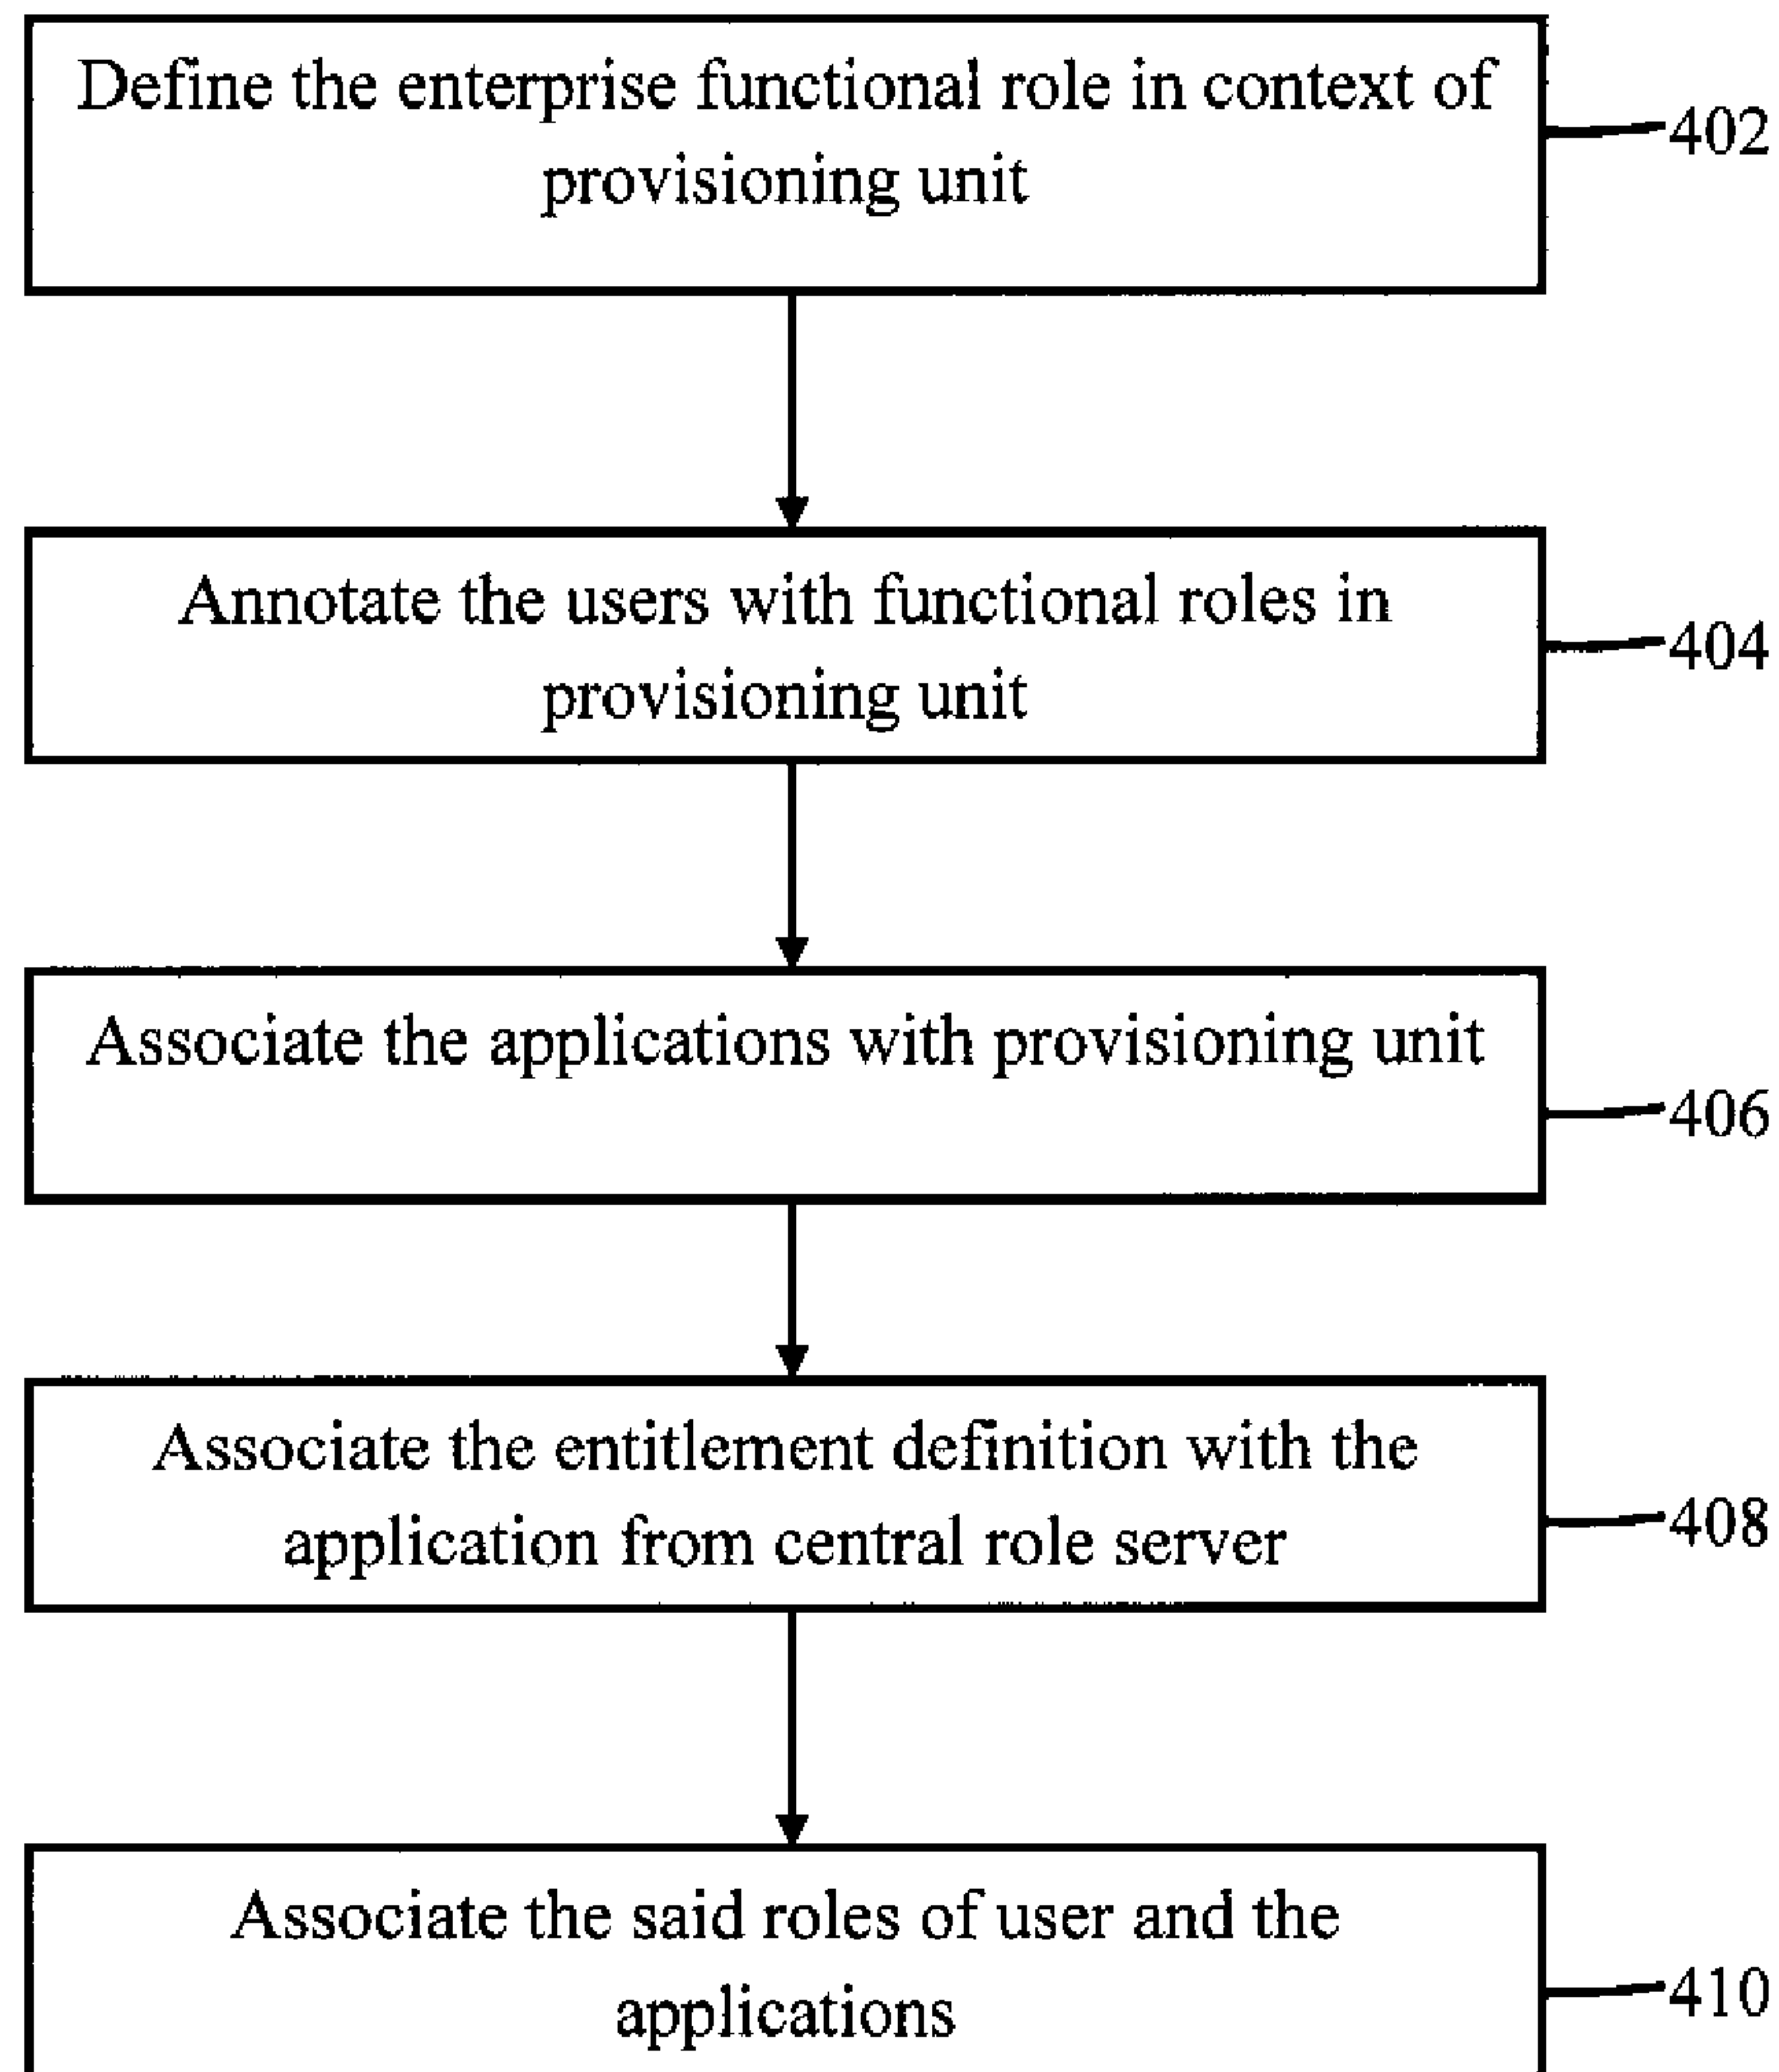 Define the enterprise functional role in context of
provisioning unit
402
Annotate the users with functional roles in
provisioning unit
404
Associate the applications with provisioning unit
406
Associate the entitlement definition with the
application from central role server
408
Associate the said roles of user and the
applications
410